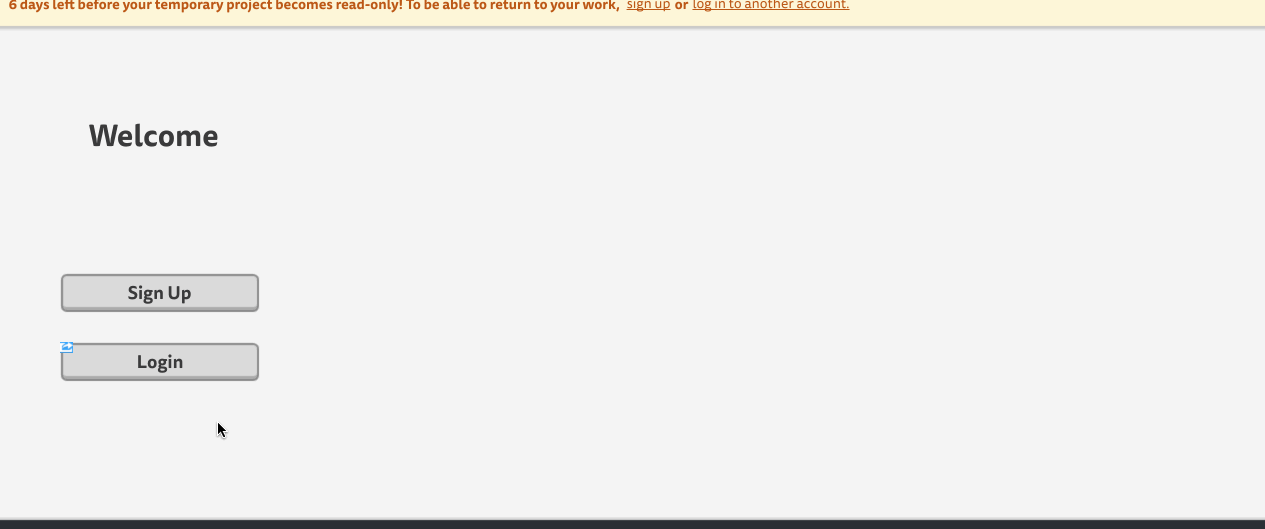 6 days left before your temporary project becomes read-only! To be able to return to your work, sign up or log in to another account.
Welcome
Sign Up
Login